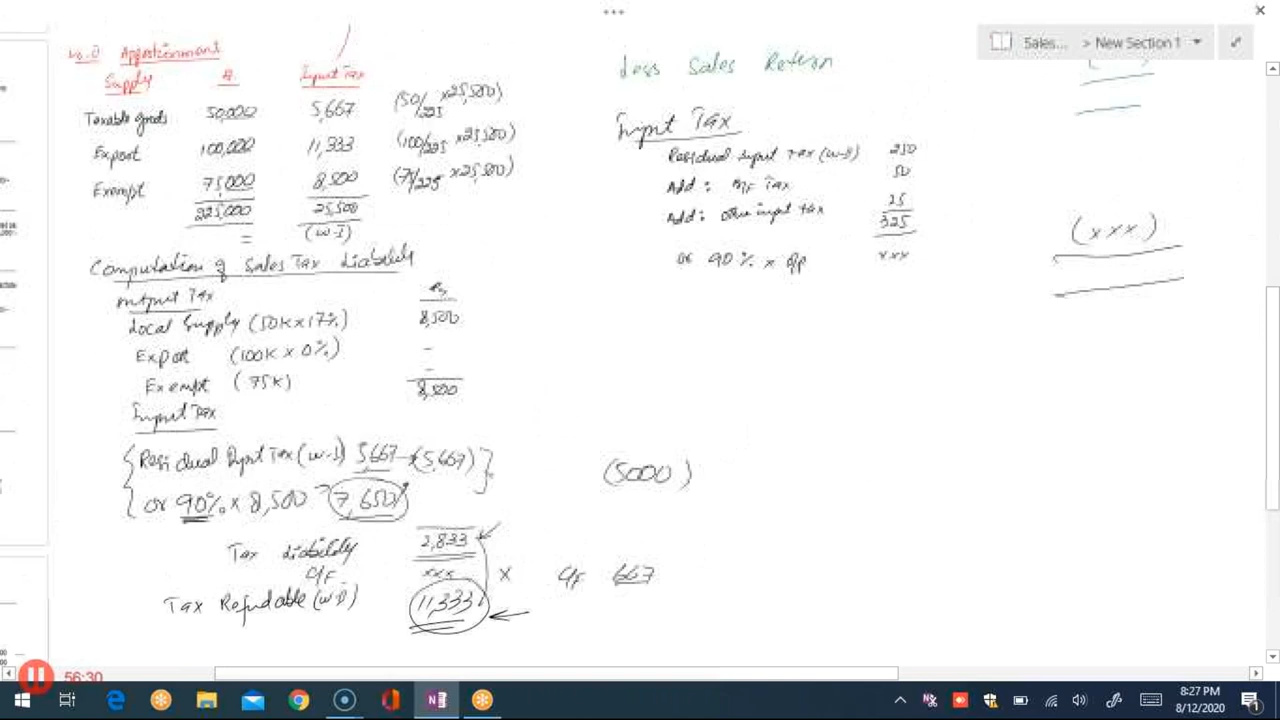 Sales... > New Section 1
W.1 Apportionment
Supply Rs. Input Tax
Taxable goods 50,000 5,667 (50/225 x 25,500)
Export 100,000 11,333 (100/225 x 25,500)
Exempt 75,000 8,500 (75/225 x 25,500)
225,000 25,500
= (W-I)
Computation of Sales Tax Liability
Output Tax Rs
Local Supply (50K x 17%) 8,500
Export (100K x 0%) -
Exempt (75K) -
8,500
Input Tax
Residual Input Tax (W-I) 5,667 (5,667)
or 90% x 8,500 = 7,650
Tax Liability 2,833
C/F xxx x C/F 667
Tax Refundable (W-I) 11,333
Less Sales Return
Input Tax
Residual Input Tax (W-I) 250
Add: B/F Tax 50
Add: Other input tax 25
325
or 90% x O/P xxx
(xxx)
(5000)
56:30
8:27 PM
8/12/2020
1